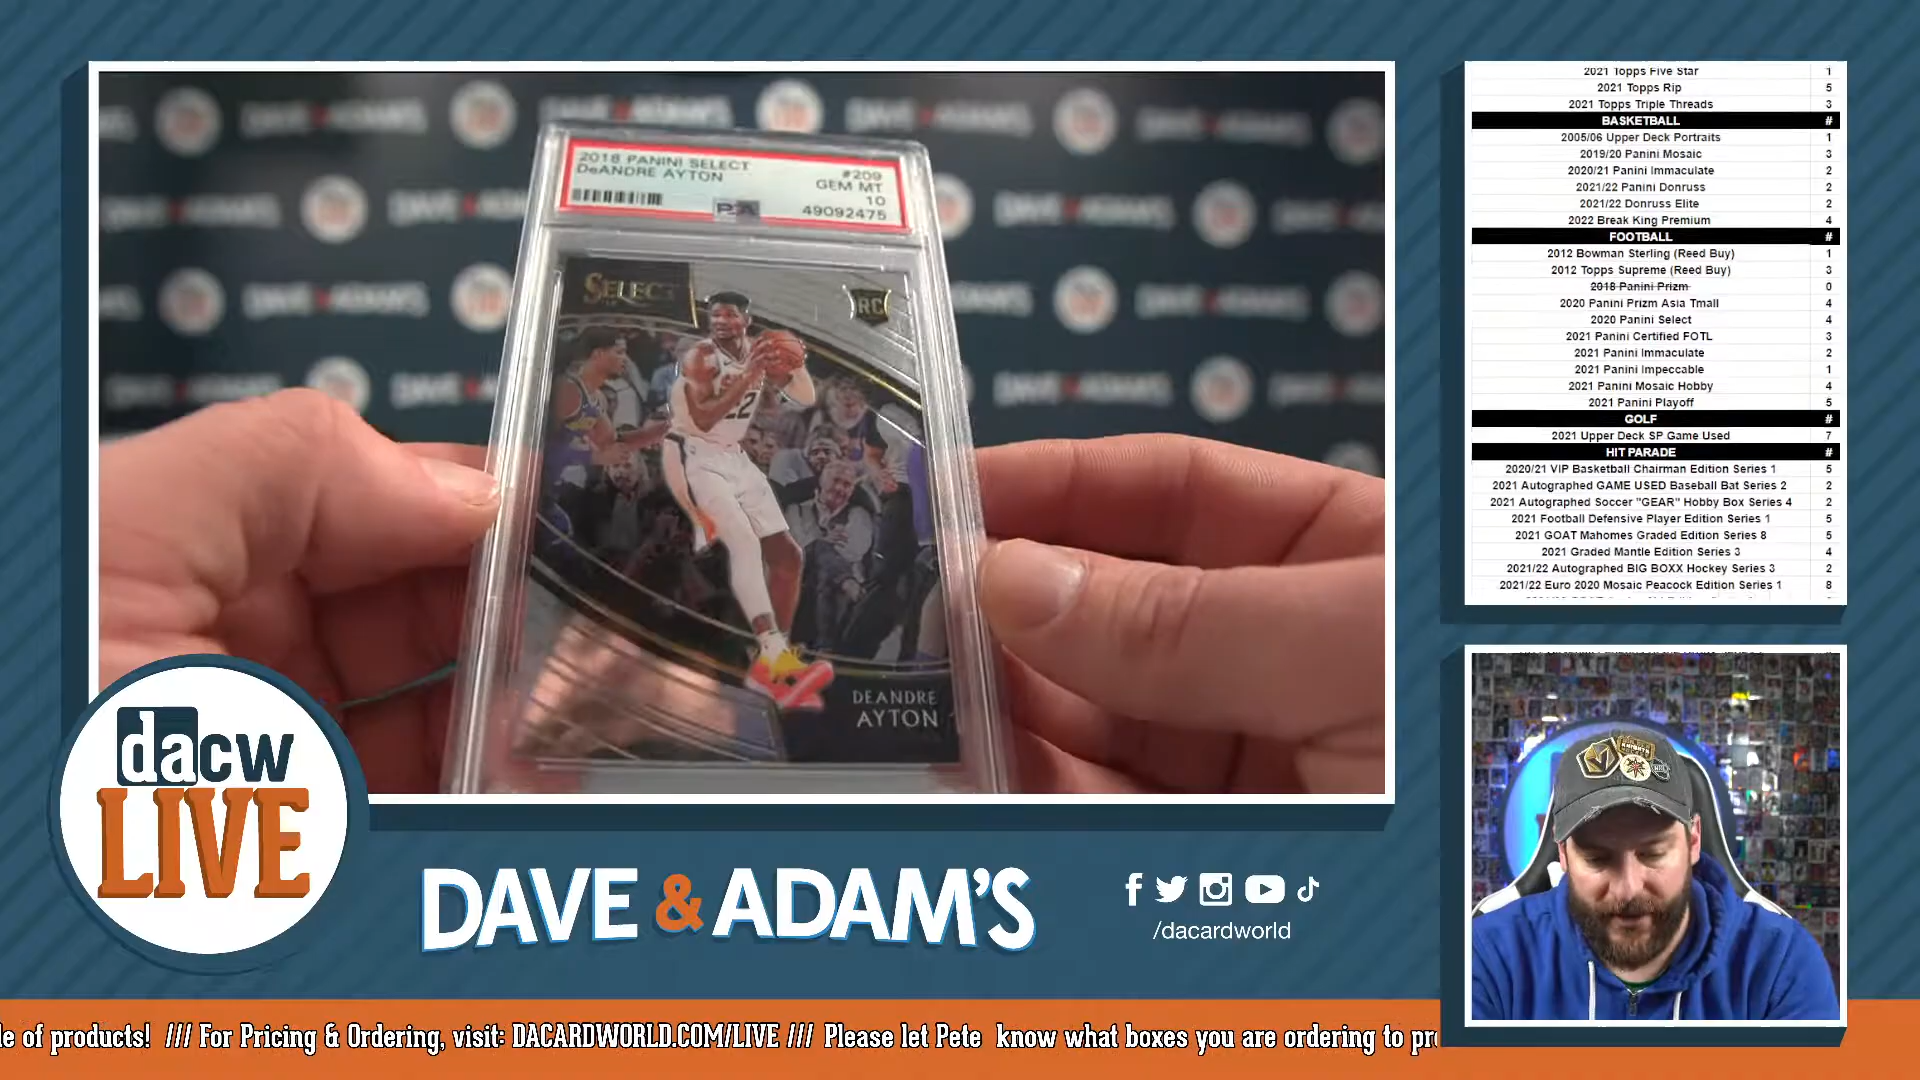 2018 PANINI SELECT
DeANDRE AYTON
#209
GEM MT
10
49092475
PSA
SELECT
RC
22
DEANDRE
AYTON
2021 Topps Five Star 1
2021 Topps Rip 5
2021 Topps Triple Threads 3
BASKETBALL #
2005/06 Upper Deck Portraits 1
2019/20 Panini Mosaic 3
2020/21 Panini Immaculate 2
2021/22 Panini Donruss 2
2021/22 Donruss Elite 2
2022 Break King Premium 4
FOOTBALL #
2012 Bowman Sterling (Reed Buy) 1
2012 Topps Supreme (Reed Buy) 3
2018 Panini Prizm 0
2020 Panini Prizm Asia Tmall 4
2020 Panini Select 4
2021 Panini Certified FOTL 3
2021 Panini Immaculate 2
2021 Panini Impeccable 1
2021 Panini Mosaic Hobby 4
2021 Panini Playoff 5
GOLF #
2021 Upper Deck SP Game Used 7
HIT PARADE #
2020/21 VIP Basketball Chairman Edition Series 1 5
2021 Autographed GAME USED Baseball Bat Series 2 2
2021 Autographed Soccer "GEAR" Hobby Box Series 4 2
2021 Football Defensive Player Edition Series 1 5
2021 GOAT Mahomes Graded Edition Series 8 5
2021 Graded Mantle Edition Series 3 4
2021/22 Autographed BIG BOXX Hockey Series 3 2
2021/22 Euro 2020 Mosaic Peacock Edition Series 1 8
dacw
LIVE
DAVE & ADAM'S
/dacardworld
le of products! /// For Pricing & Ordering, visit: DACARDWORLD.COM/LIVE /// Please let Pete know what boxes you are ordering to pr